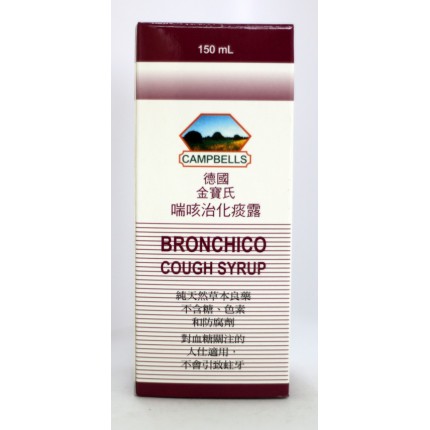 150 mL
CAMPBELLS
德國
金寶氏
喘咳治化痰露
BRONCHICO
COUGH SYRUP
純天然草本良藥
不含糖、色素
和防腐劑
對血糖關注的
人仕適用，
不會引致蛀牙